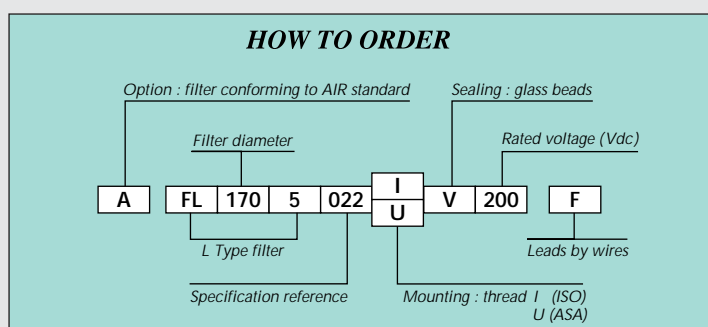 HOW TO ORDER
Option : filter conforming to AIR standard
Sealing : glass beads
Filter diameter
Rated voltage (Vdc)
A FL 170 5 022 I V 200 F
U
L Type filter
Leads by wires
Specification reference
Mounting : thread I (ISO)
U (ASA)